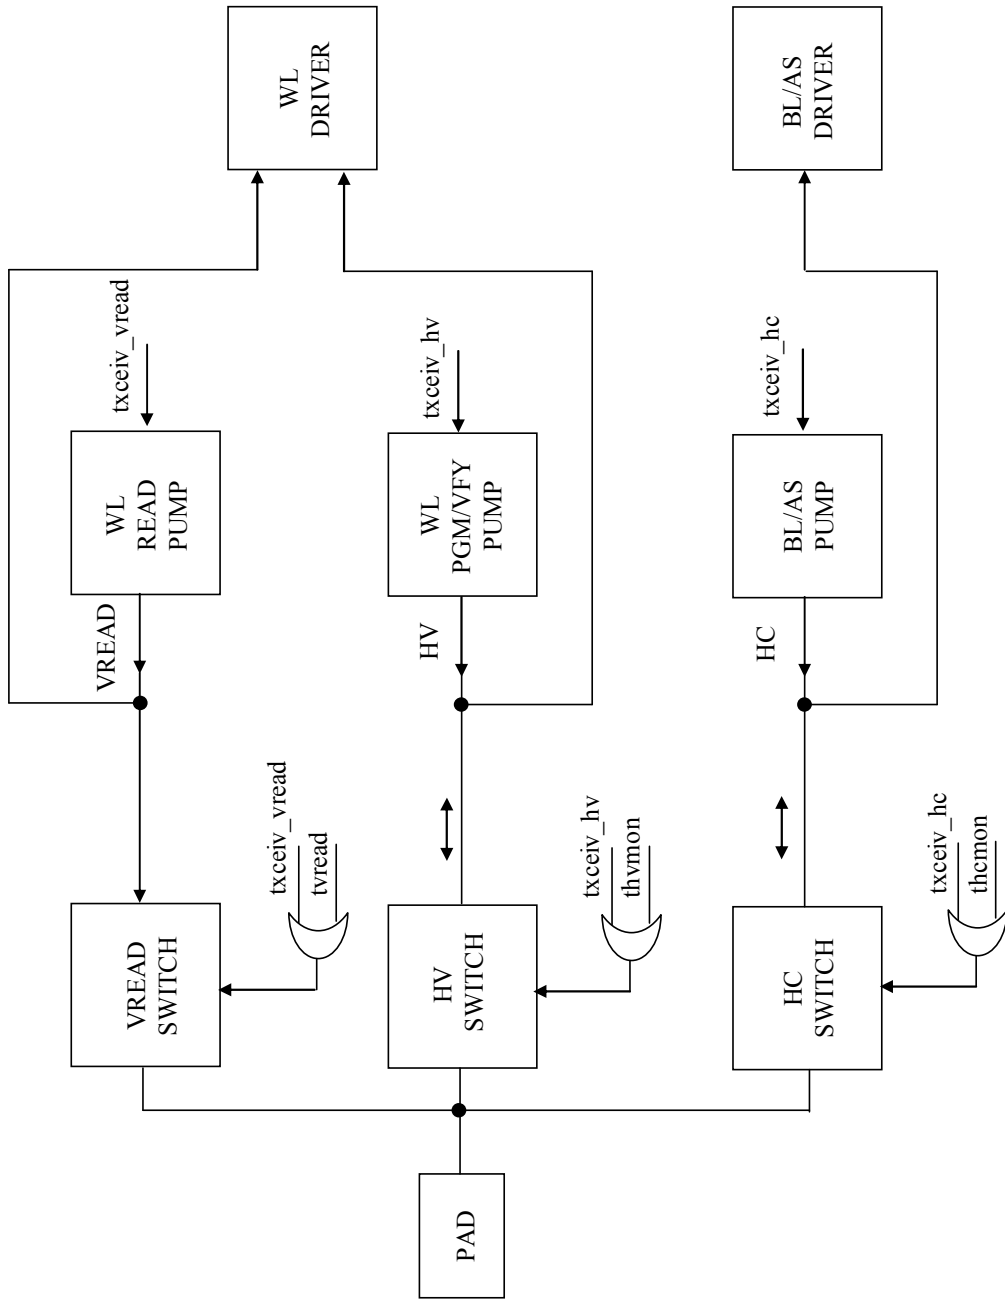 WL
DRIVER
BL/AS
DRIVER
txceiv_vread
txceiv_hv
txceiv_hc
WL
READ
PUMP
WL
PGM/VFY
PUMP
BL/AS
PUMP
VREAD
HV
HC
txceiv_vread
tvread
txceiv_hv
thvmon
txceiv_hc
thcmon
VREAD
SWITCH
HV
SWITCH
HC
SWITCH
PAD